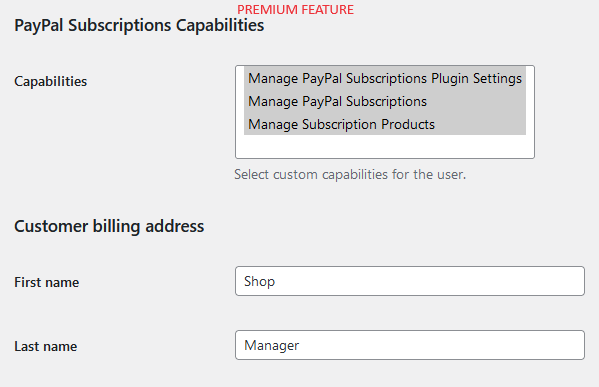 PREMIUM FEATURE
PayPal Subscriptions Capabilities
Capabilities
Manage PayPal Subscriptions Plugin Settings
Manage PayPal Subscriptions
Manage Subscription Products
Select custom capabilities for the user.
Customer billing address
First name
Shop
Last name
Manager